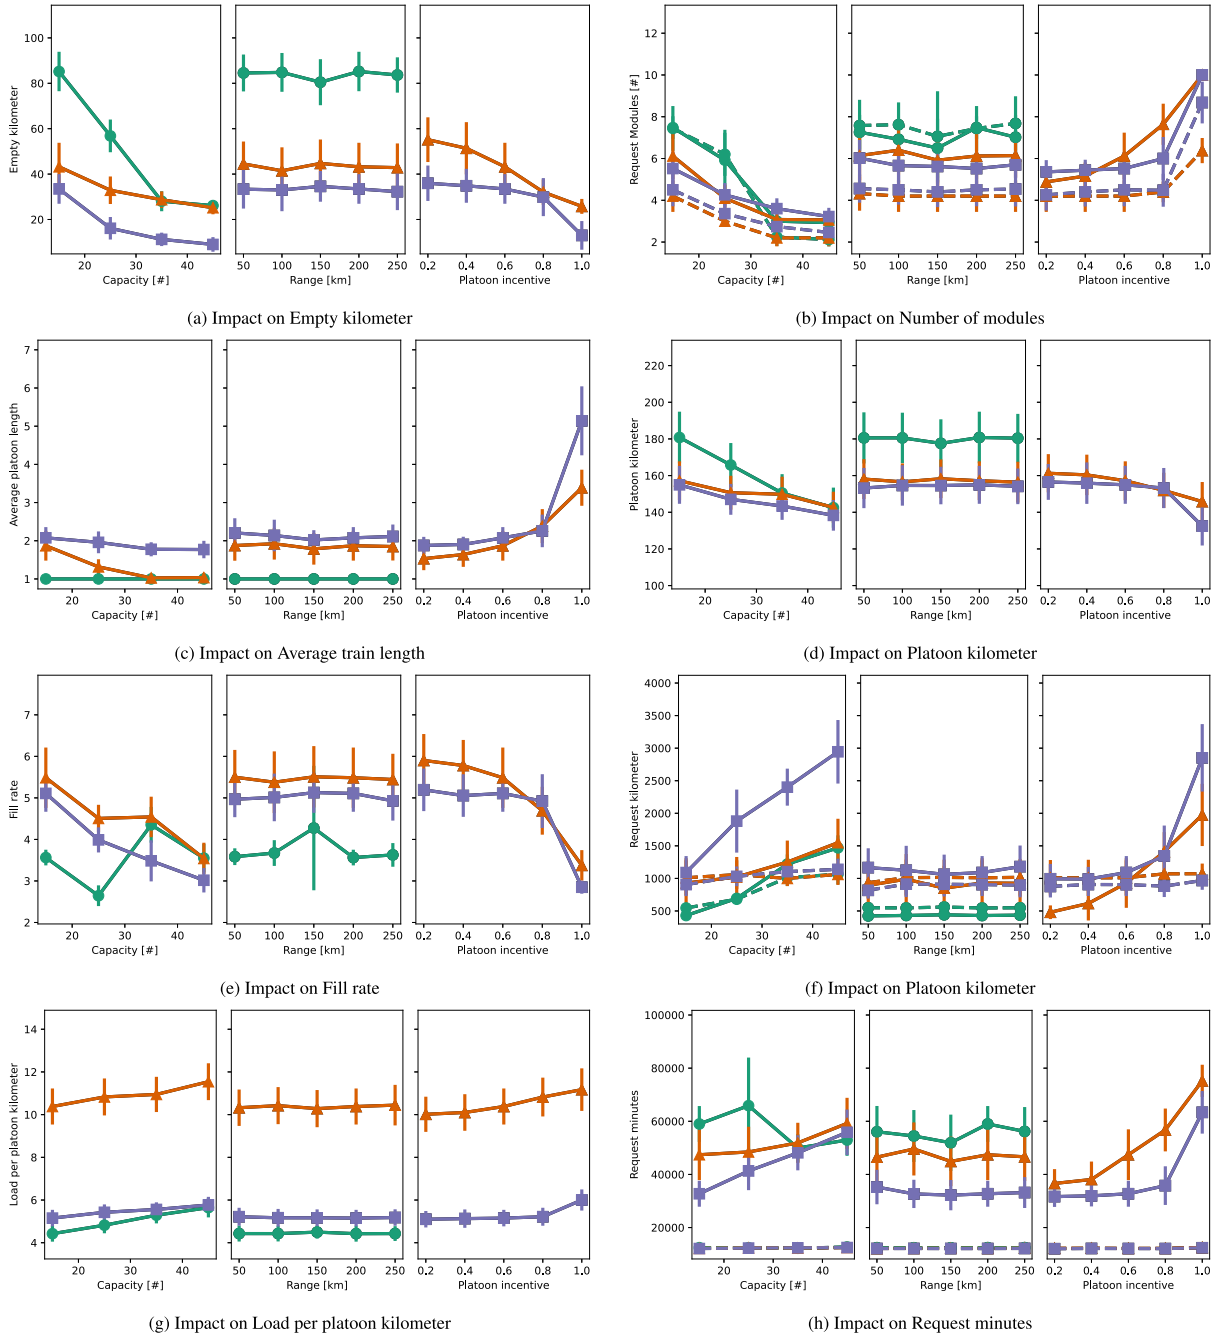 100
80
60
40
20
Empty kilometer
20 40
Capacity [#]
50 100 150 200 250
Range [km]
0.2 0.4 0.6 0.8 1.0
Platoon incentive
(a) Impact on Empty kilometer
12
10
8
6
4
2
Request Modules [#]
20 40
Capacity [#]
50 100 150 200 250
Range [km]
0.2 0.4 0.6 0.8 1.0
Platoon incentive
(b) Impact on Number of modules
7
6
5
4
3
2
1
Average platoon length
20 40
Capacity [#]
50 100 150 200 250
Range [km]
0.2 0.4 0.6 0.8 1.0
Platoon incentive
(c) Impact on Average train length
220
200
180
160
140
120
100
Platoon kilometer
20 40
Capacity [#]
50 100 150 200 250
Range [km]
0.2 0.4 0.6 0.8 1.0
Platoon incentive
(d) Impact on Platoon kilometer
7
6
5
4
3
2
Fill rate
20 40
Capacity [#]
50 100 150 200 250
Range [km]
0.2 0.4 0.6 0.8 1.0
Platoon incentive
(e) Impact on Fill rate
4000
3500
3000
2500
2000
1500
1000
500
Request kilometer
20 40
Capacity [#]
50 100 150 200 250
Range [km]
0.2 0.4 0.6 0.8 1.0
Platoon incentive
(f) Impact on Platoon kilometer
14
12
10
8
6
4
Load per platoon kilometer
20 40
Capacity [#]
50 100 150 200 250
Range [km]
0.2 0.4 0.6 0.8 1.0
Platoon incentive
(g) Impact on Load per platoon kilometer
100000
80000
60000
40000
20000
Request minutes
20 40
Capacity [#]
50 100 150 200 250
Range [km]
0.2 0.4 0.6 0.8 1.0
Platoon incentive
(h) Impact on Request minutes